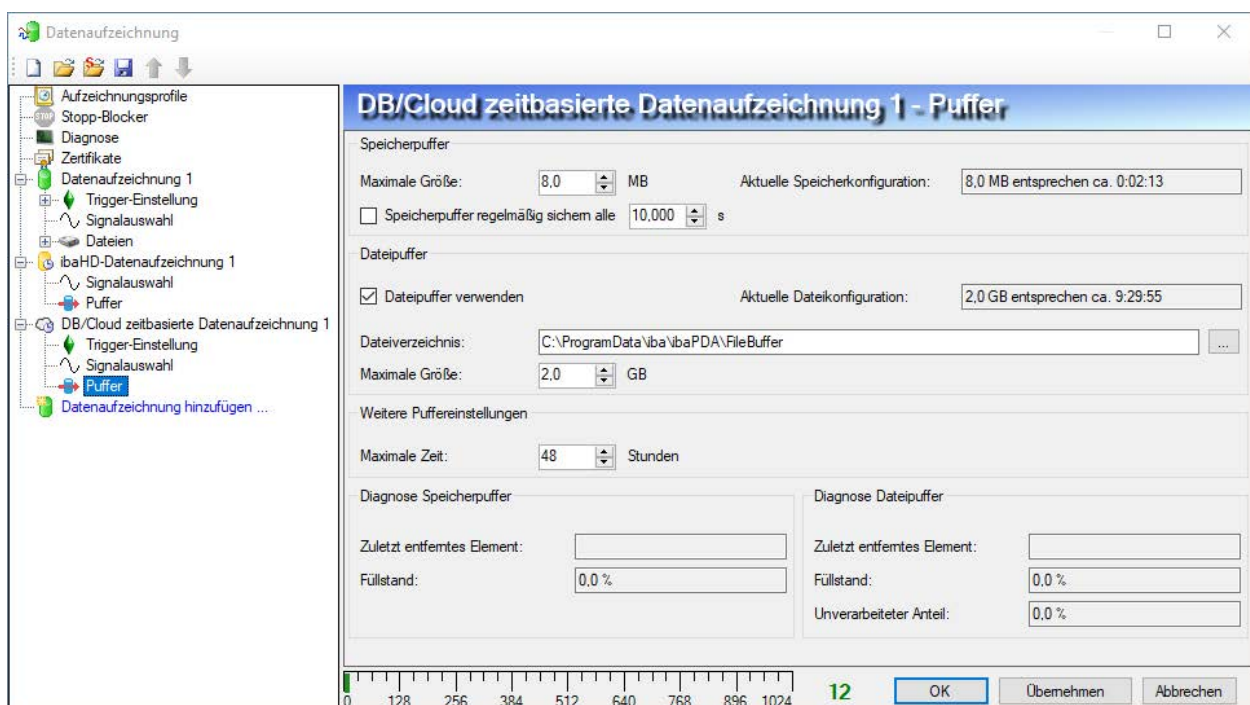 Datenaufzeichnung
Aufzeichnungsprofile
STOP Stopp-Blocker
Diagnose
Zertifikate
Datenaufzeichnung 1
Trigger-Einstellung
Signalauswahl
Dateien
ibaHD-Datenaufzeichnung 1
Signalauswahl
Puffer
DB/Cloud zeitbasierte Datenaufzeichnung 1
Trigger-Einstellung
Signalauswahl
Puffer
Datenaufzeichnung hinzufügen ...
DB/Cloud zeitbasierte Datenaufzeichnung 1 - Puffer
Speicherpuffer
Maximale Größe: 8,0 MB Aktuelle Speicherkonfiguration: 8,0 MB entsprechen ca. 0:02:13
Speicherpuffer regelmäßig sichern alle 10,000 s
Dateipuffer
Dateipuffer verwenden Aktuelle Dateikonfiguration: 2,0 GB entsprechen ca. 9:29:55
Dateiverzeichnis: C:\ProgramData\iba\ibaPDA\FileBuffer ...
Maximale Größe: 2,0 GB
Weitere Puffereinstellungen
Maximale Zeit: 48 Stunden
Diagnose Speicherpuffer
Zuletzt entferntes Element:
Füllstand: 0,0 %
Diagnose Dateipuffer
Zuletzt entferntes Element:
Füllstand: 0,0 %
Unverarbeiteter Anteil: 0,0 %
0 128 256 384 512 640 768 896 1024
12 OK Übernehmen Abbrechen